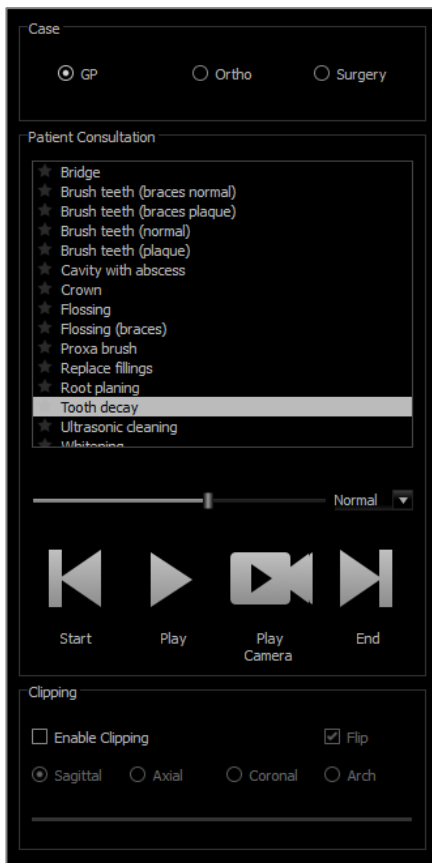 Case
GP Ortho Surgery
Patient Consultation
Bridge
Brush teeth (braces normal)
Brush teeth (braces plaque)
Brush teeth (normal)
Brush teeth (plaque)
Cavity with abscess
Crown
Flossing
Flossing (braces)
Proxa brush
Replace fillings
Root planing
Tooth decay
Ultrasonic cleaning
Whitening
Normal
Start Play Play End
Camera
Clipping
Enable Clipping Flip
Sagittal Axial Coronal Arch